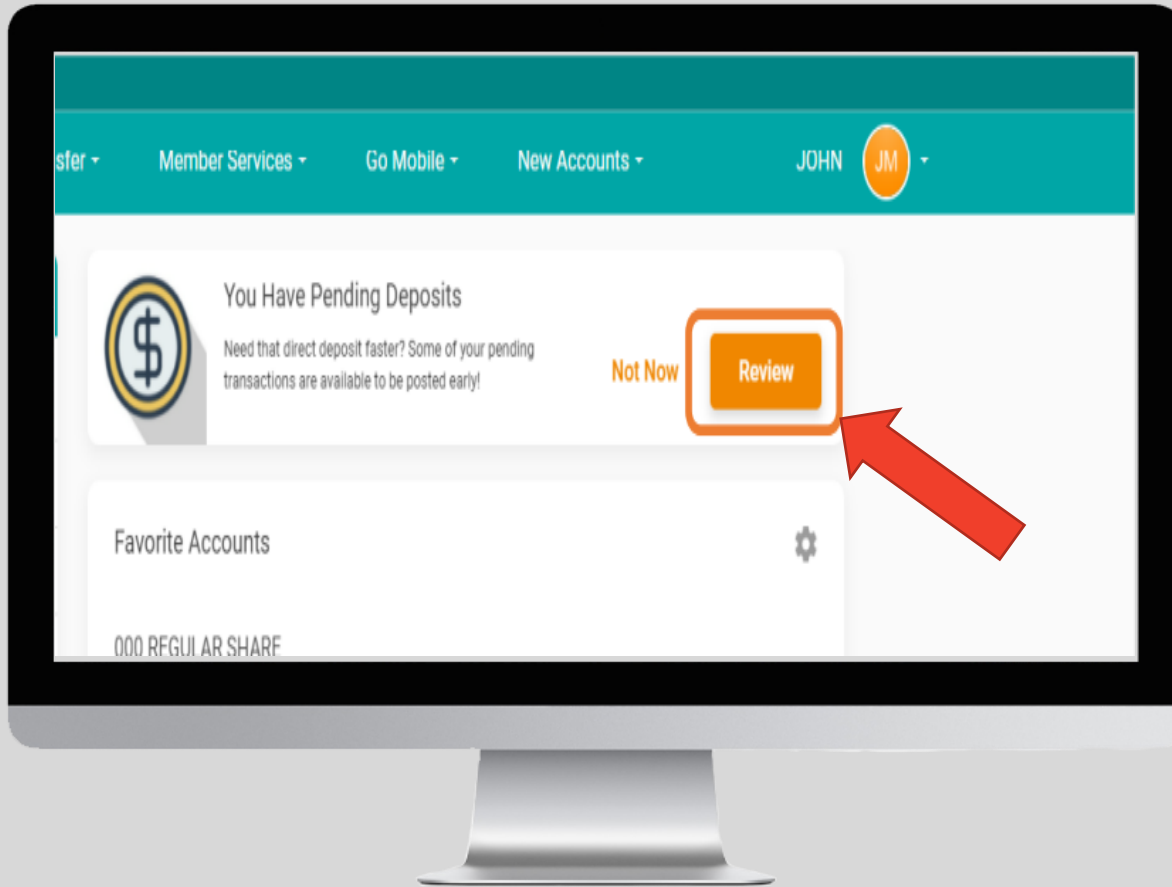 sfer Member Services Go Mobile New Accounts JOHN JM
You Have Pending Deposits
Need that direct deposit faster? Some of your pending
transactions are available to be posted early!
Not Now Review
Favorite Accounts
000 REGULAR SHARE